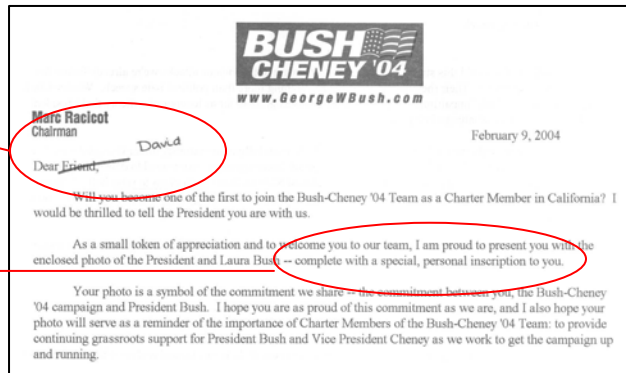 BUSH
CHENEY '04
www.GeorgeWBush.com
Marc Racicot
Chairman
February 9, 2004
David
Dear Friend,
Will you become one of the first to join the Bush-Cheney '04 Team as a Charter Member in California? I
would be thrilled to tell the President you are with us.
As a small token of appreciation and to welcome you to our team, I am proud to present you with the
enclosed photo of the President and Laura Bush -- complete with a special, personal inscription to you.
Your photo is a symbol of the commitment we share -- the commitment between you, the Bush-Cheney
'04 campaign and President Bush. I hope you are as proud of this commitment as we are, and I also hope your
photo will serve as a reminder of the importance of Charter Members of the Bush-Cheney '04 Team: to provide
continuing grassroots support for President Bush and Vice President Cheney as we work to get the campaign up
and running.